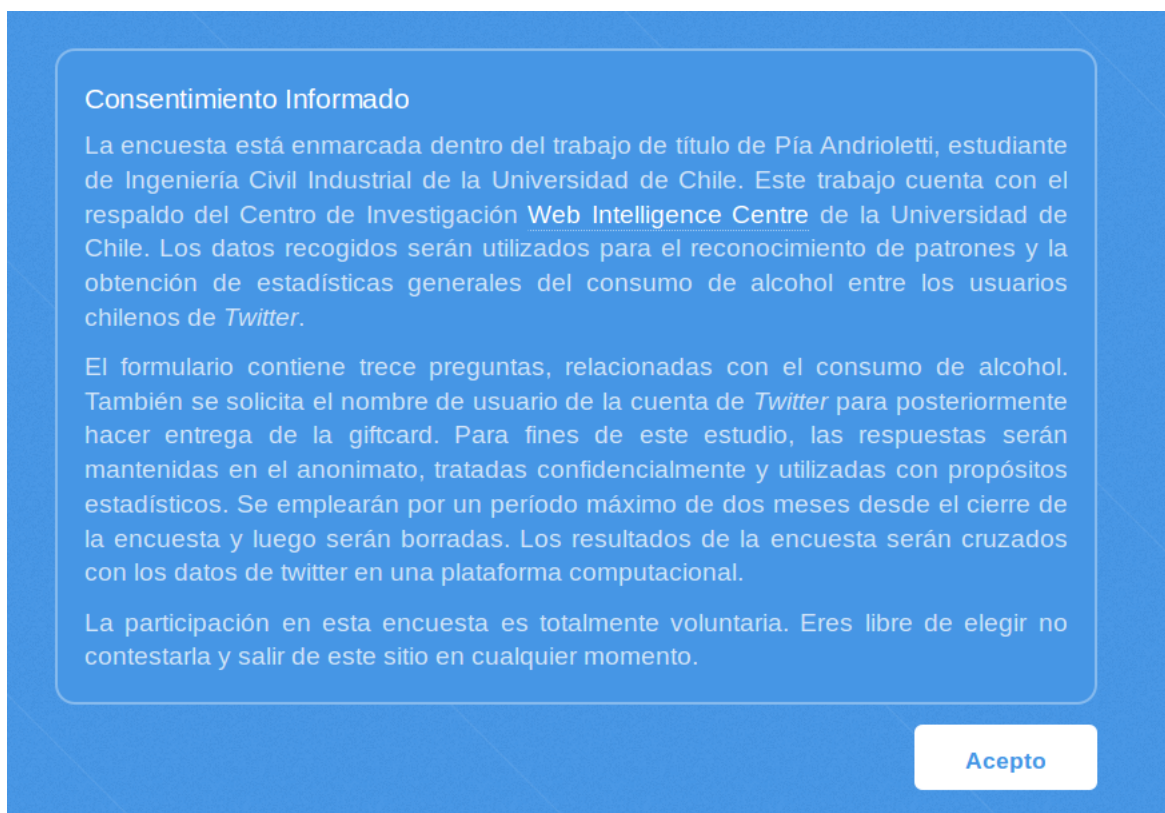 Consentimiento Informado
La encuesta está enmarcada dentro del trabajo de título de Pía Andrioletti, estudiante
de Ingeniería Civil Industrial de la Universidad de Chile. Este trabajo cuenta con el
respaldo del Centro de Investigación Web Intelligence Centre de la Universidad de
Chile. Los datos recogidos serán utilizados para el reconocimiento de patrones y la
obtención de estadísticas generales del consumo de alcohol entre los usuarios
chilenos de Twitter.
El formulario contiene trece preguntas, relacionadas con el consumo de alcohol.
También se solicita el nombre de usuario de la cuenta de Twitter para posteriormente
hacer entrega de la giftcard. Para fines de este estudio, las respuestas serán
mantenidas en el anonimato, tratadas confidencialmente y utilizadas con propósitos
estadísticos. Se emplearán por un período máximo de dos meses desde el cierre de
la encuesta y luego serán borradas. Los resultados de la encuesta serán cruzados
con los datos de twitter en una plataforma computacional.
La participación en esta encuesta es totalmente voluntaria. Eres libre de elegir no
contestarla y salir de este sitio en cualquier momento.
Acepto